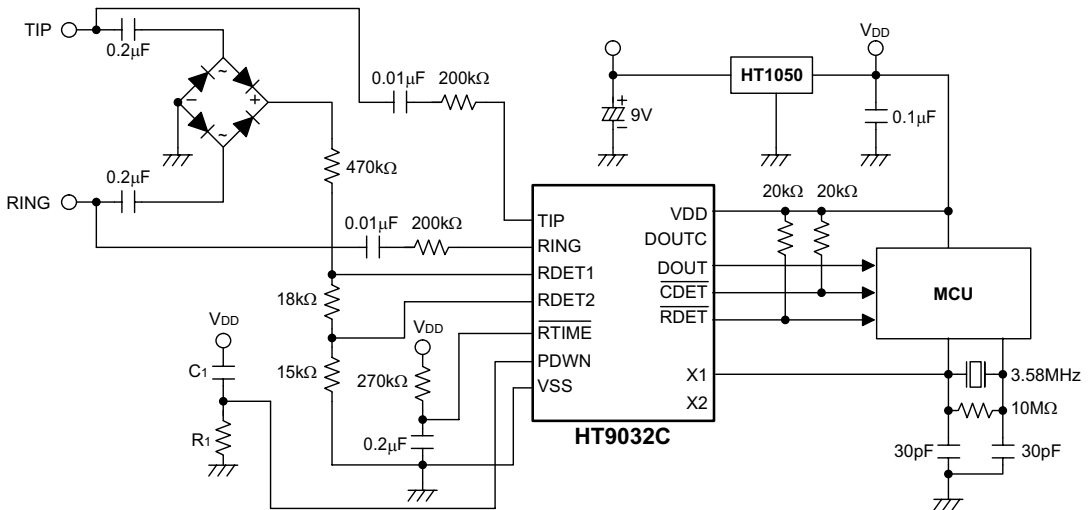 TIP
0.2µF
0.01µF
200kΩ
HT1050
VDD
~
−
+
~
+
9V
−
0.1µF
470kΩ
0.2µF
RING
0.01µF
200kΩ
20kΩ
20kΩ
TIP
RING
RDET1
RDET2
RTIME
PDWN
VSS
VDD
DOUTC
DOUT
CDET
RDET
X1
X2
HT9032C
MCU
18kΩ
15kΩ
VDD
C1
R1
VDD
270kΩ
0.2µF
3.58MHz
10MΩ
30pF
30pF